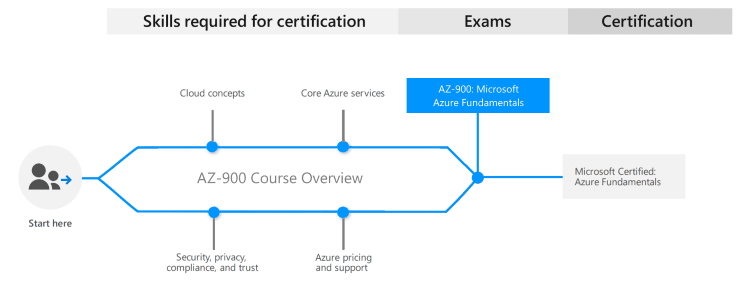 Skills required for certification
Exams
Certification
Cloud concepts
Core Azure services
AZ-900: Microsoft
Azure Fundamentals
AZ-900 Course Overview
Microsoft Certified:
Azure Fundamentals
Start here
Security, privacy,
compliance, and trust
Azure pricing
and support